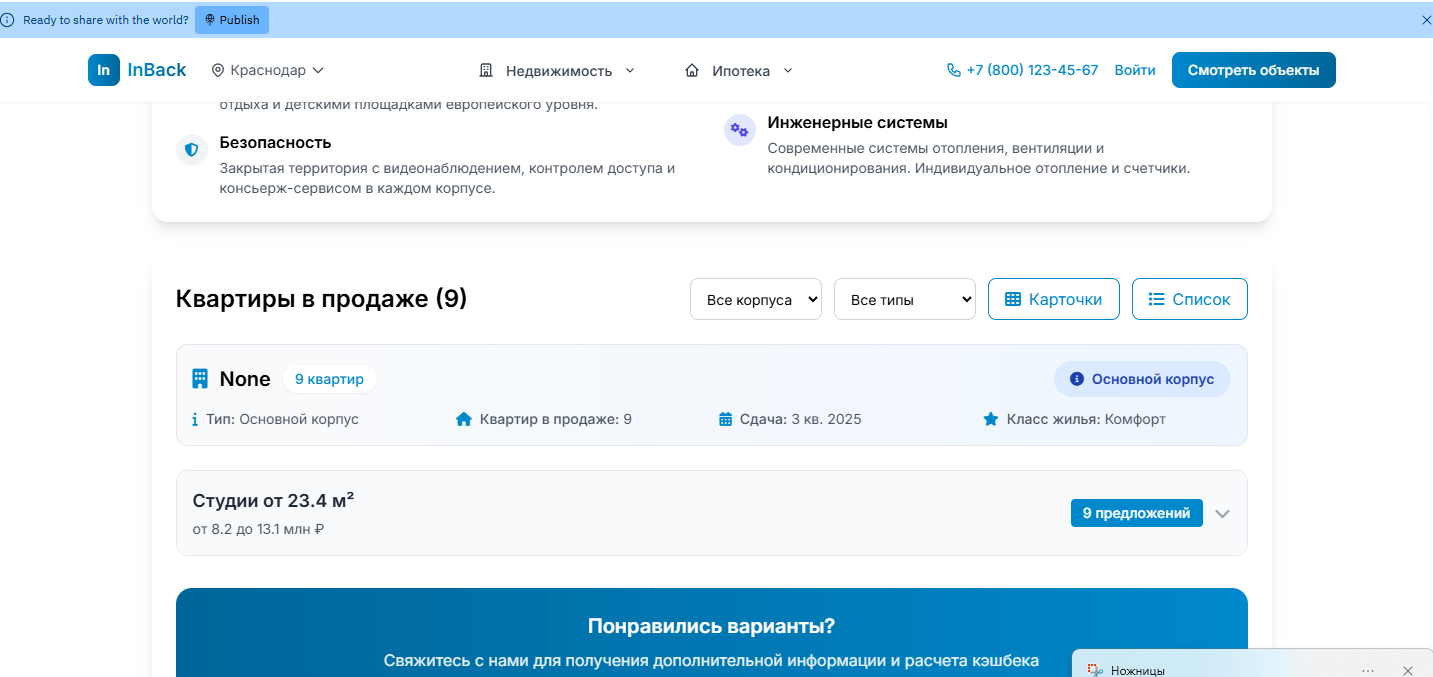 Ready to share with the world? Publish
In InBack Краснодар Недвижимость Ипотека +7 (800) 123-45-67 Войти Смотреть объекты
отдыха и детскими площадками европейского уровня.
Безопасность
Закрытая территория с видеонаблюдением, контролем доступа и
консьерж-сервисом в каждом корпусе.
Инженерные системы
Современные системы отопления, вентиляции и
кондиционирования. Индивидуальное отопление и счетчики.
Квартиры в продаже (9) Все корпуса Все типы Карточки Список
None 9 квартир Основной корпус
Тип: Основной корпус Квартир в продаже: 9 Сдача: 3 кв. 2025 Класс жилья: Комфорт
Студии от 23.4 м²
от 8.2 до 13.1 млн ₽
9 предложений
Понравились варианты?
Свяжитесь с нами для получения дополнительной информации и расчета кэшбека
Ножницы